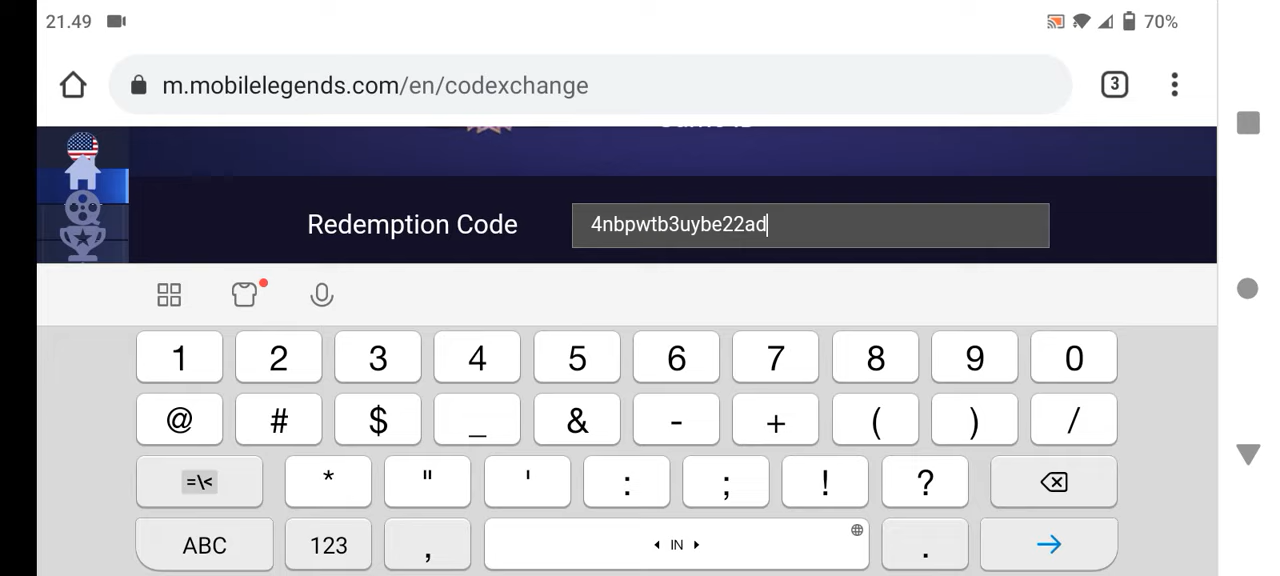 21.49 70%
m.mobilelegends.com/en/codexchange 3
Redemption Code 4nbpwtb3uybe22ad
1 2 3 4 5 6 7 8 9 0
@ # $ _ & - + ( ) /
=\< * " ' : ; ! ?
ABC 123 , IN .